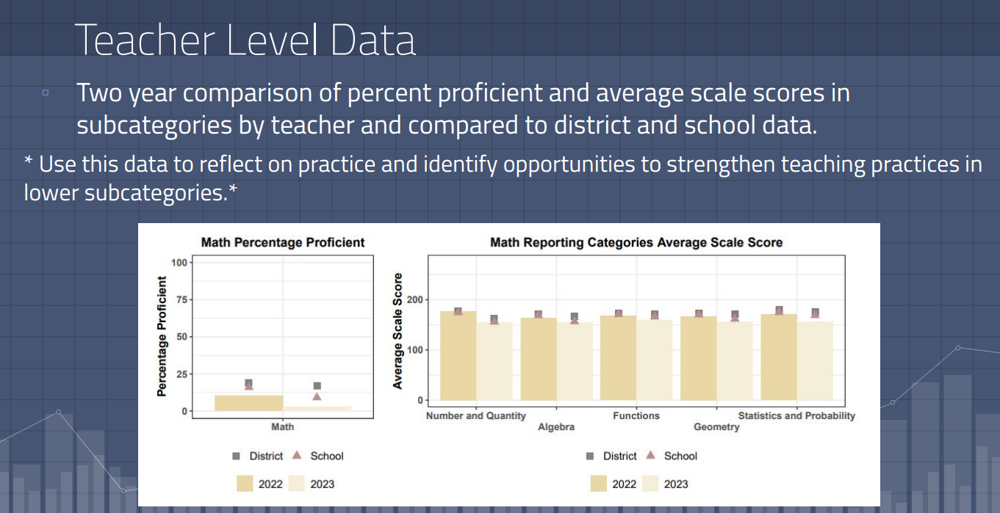 Teacher Level Data
Two year comparison of percent proficient and average scale scores in
subcategories by teacher and compared to district and school data.
* Use this data to reflect on practice and identify opportunities to strengthen teaching practices in
lower subcategories.*
Math Percentage Proficient
Percentage Proficient
100
75
50
25
0
Math
District School
2022 2023
Math Reporting Categories Average Scale Score
Average Scale Score
200
100
0
Number and Quantity
Algebra
Functions
Geometry
Statistics and Probability
District School
2022 2023